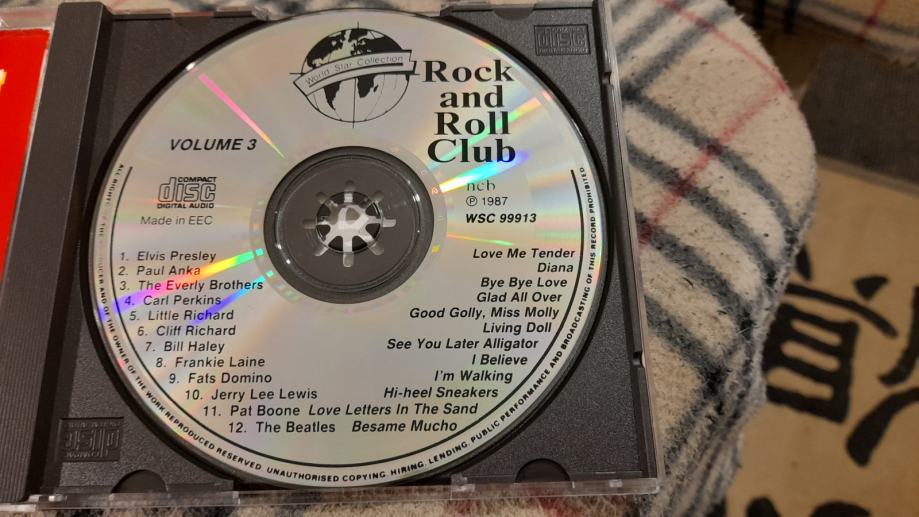 World Star Collection
Rock
and
Roll
Club
VOLUME 3
COMPACT
disc
DIGITAL AUDIO
Made in EEC
ncb
℗ 1987
WSC 99913
1. Elvis Presley Love Me Tender
2. Paul Anka Diana
3. The Everly Brothers Bye Bye Love
4. Carl Perkins Glad All Over
5. Little Richard Good Golly, Miss Molly
6. Cliff Richard Living Doll
7. Bill Haley See You Later Alligator
8. Frankie Laine I Believe
9. Fats Domino I'm Walking
10. Jerry Lee Lewis Hi-heel Sneakers
11. Pat Boone Love Letters In The Sand
12. The Beatles Besame Mucho
ALL RIGHTS THE PRODUCER AND OF THE OWNER OF THE WORK REPRODUCED RESERVED. UNAUTHORISED COPYING, HIRING, LENDING, PUBLIC PERFORMANCE AND BROADCASTING OF THIS RECORD PROHIBITED
disc
disc